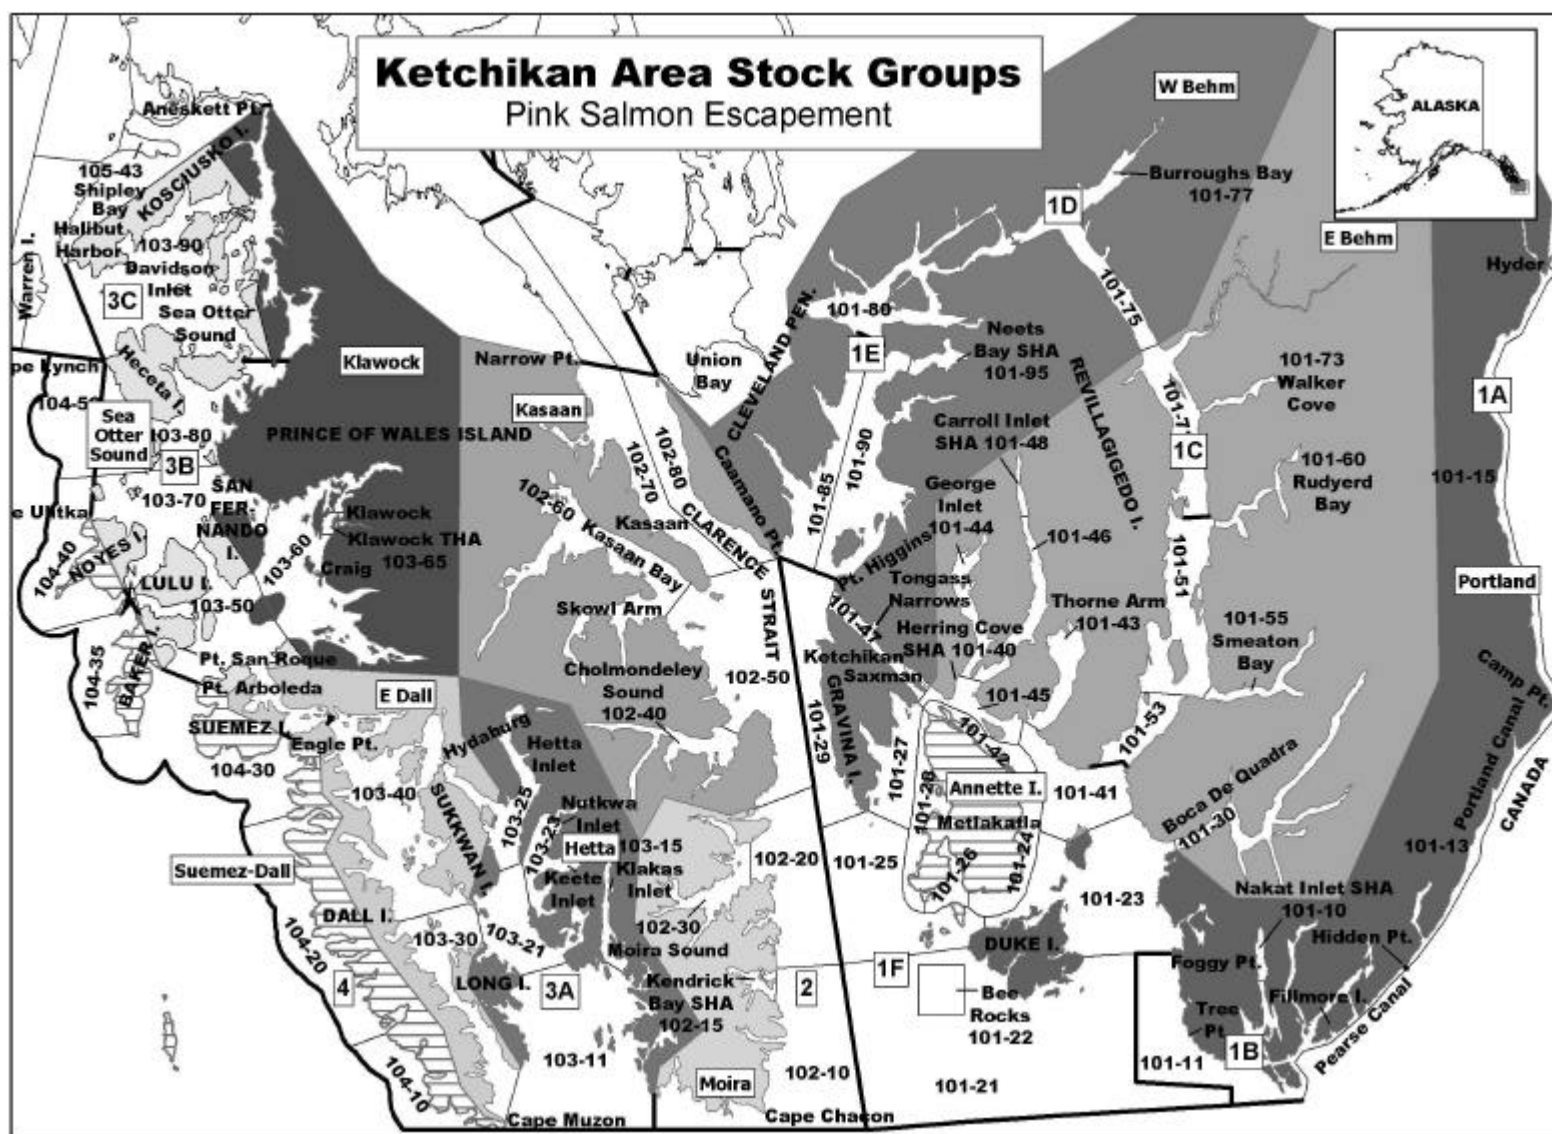 Ketchikan Area Stock Groups
Pink Salmon Escapement
ALASKA
W Behm
Burroughs Bay
101-77
1D
E Behm
Hyder
Aneskett Pt.
KOSCIUSKO I.
105-43
Shipley
Bay
Halibut
Harbor
103-90
Davidson
Inlet
Sea Otter
Sound
3C
Warren I.
Heceta I.
Klawock
Narrow Pt.
Union
Bay
CLEVELAND PEN.
101-80
1E
Neets
Bay SHA
101-95
101-75
REVILLAGIGEDO I.
101-73
Walker
Cove
1A
Kasaan
Sea
Otter
Sound
103-80
3B
PRINCE OF WALES ISLAND
102-70
102-80
Caamano Pt.
101-85
101-90
Carroll Inlet
SHA 101-48
George
Inlet
101-44
101-46
1C
101-60
Rudyerd
Bay
101-15
103-70
SAN
FER-
NANDO
I.
Klawock
Klawock THA
103-65
Craig
103-60
102-60
Kasaan Bay
Kasaan
CLARENCE
STRAIT
104-40
NOYES I.
LULU I.
103-50
Skowl Arm
Pt. Higgins
Tongass
Narrows
101-47
Herring Cove
SHA 101-40
Thorne Arm
101-43
101-51
101-55
Smeaton
Bay
Portland
104-35
BAKER I.
Pt. San Roque
Pt. Arboleda
E Dall
SUEMEZ I.
Eagle Pt.
104-30
Cholmondeley
Sound
102-40
102-50
Ketchikan
Saxman
GRAVINA I.
101-29
101-27
101-28
101-45
101-42
101-53
Camp Pt.
Portland Canal
CANADA
Hydaburg
Hetta
Inlet
103-40
SUKKWAN I.
103-25
Nutkwa
Inlet
103-23
Hetta
Annette I.
Metlakatla
101-41
Boca De Quadra
101-30
101-13
Suemez-Dall
103-15
Klakas
Inlet
Keete
Inlet
102-20
101-25
101-26
101-24
101-23
Nakat Inlet SHA
101-10
DALL I.
103-30
103-21
102-30
Moira Sound
104-20
4
LONG I.
3A
Kendrick
Bay SHA
102-15
2
1F
DUKE I.
Bee
Rocks
101-22
Foggy Pt.
Hidden Pt.
Fillmore I.
Tree
Pt.
1B
Pearse Canal
103-11
104-10
Moira
102-10
101-21
101-11
Cape Muzon
Cape Chacon